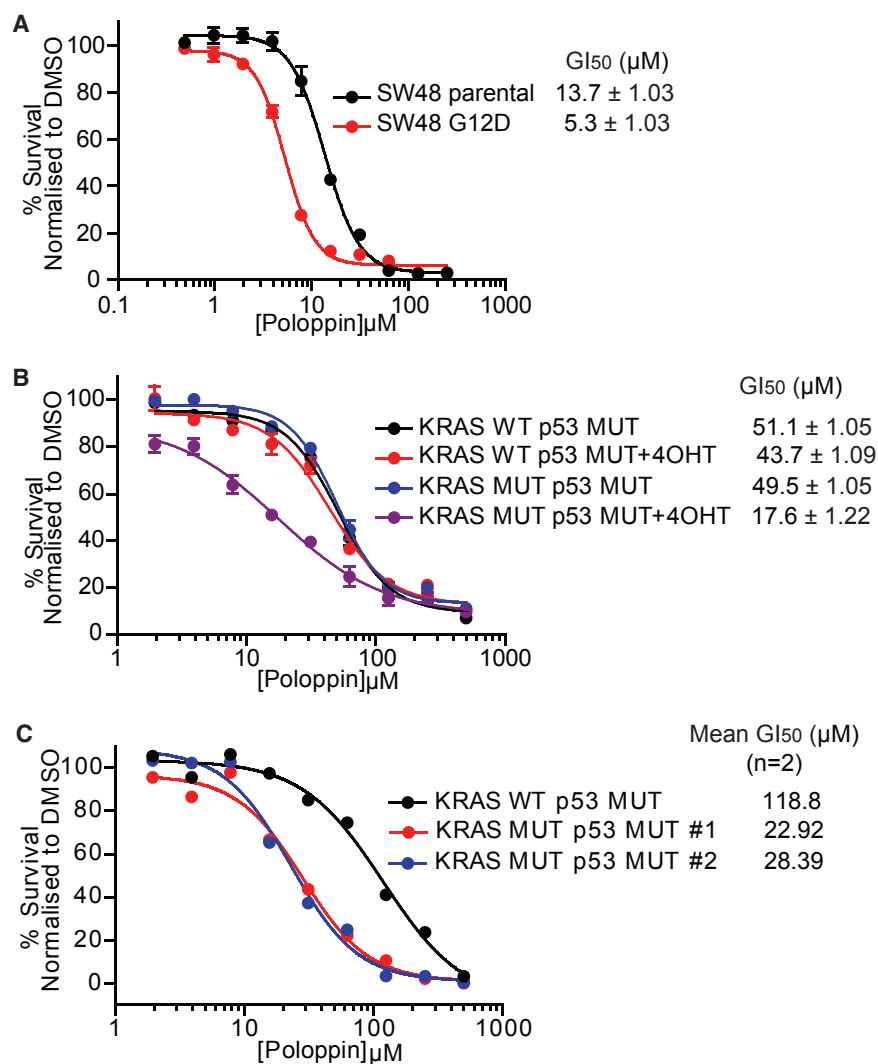 A
% Survival
Normalised to DMSO
100
80
60
40
20
0
0.1
1
10
100
1000
[Poloppin]µM
GI50 (µM)
SW48 parental 13.7 ± 1.03
SW48 G12D 5.3 ± 1.03
B
% Survival
Normalised to DMSO
100
80
60
40
20
0
1
10
100
1000
[Poloppin]µM
GI50 (µM)
KRAS WT p53 MUT 51.1 ± 1.05
KRAS WT p53 MUT+4OHT 43.7 ± 1.09
KRAS MUT p53 MUT 49.5 ± 1.05
KRAS MUT p53 MUT+4OHT 17.6 ± 1.22
C
% Survival
Normalised to DMSO
100
80
60
40
20
0
1
10
100
1000
[Poloppin]µM
Mean GI50 (µM)
(n=2)
KRAS WT p53 MUT 118.8
KRAS MUT p53 MUT #1 22.92
KRAS MUT p53 MUT #2 28.39